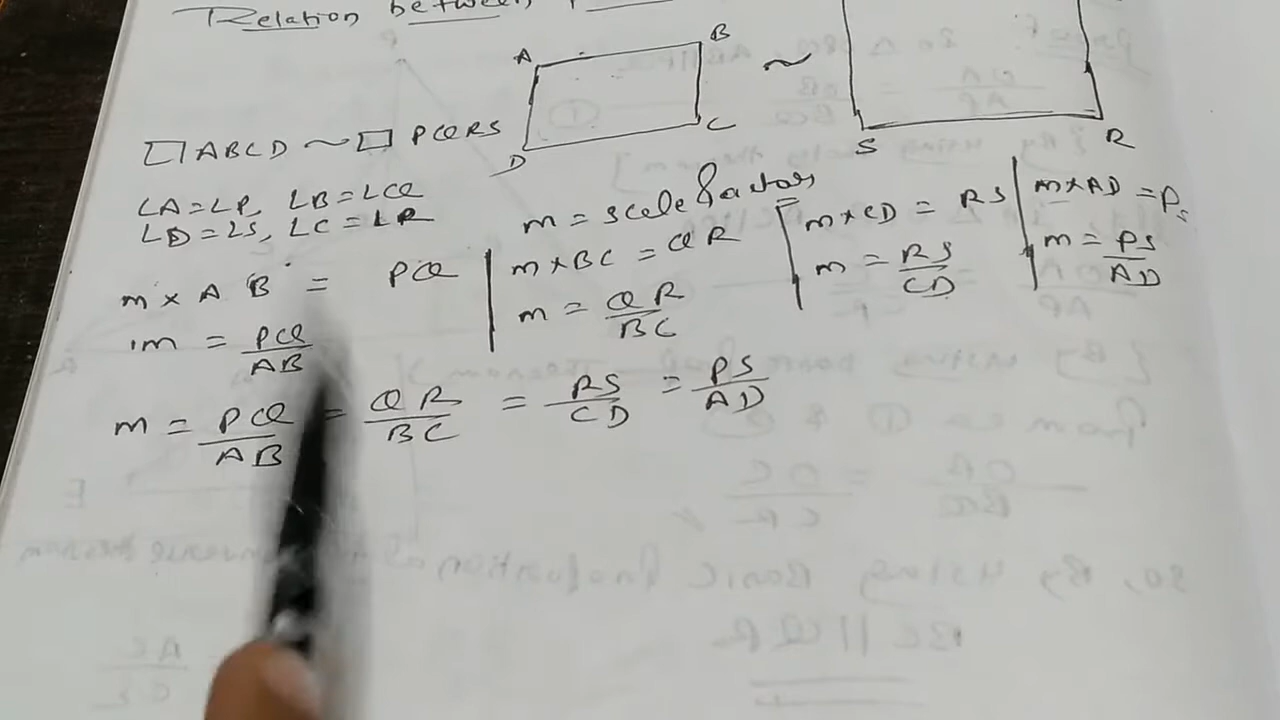 Relation between
A B ~
□ABCD ~ □ PQRS D C S R
∠A=∠P, ∠B=∠Q
∠D=∠S, ∠C=∠R
m = scale factor
m × A B = PQ
m = PQ/AB
m × BC = QR
m = QR/BC
m × CD = RS
m = RS/CD
m × AD = PS
m = PS/AD
m = PQ/AB = QR/BC = RS/CD = PS/AD